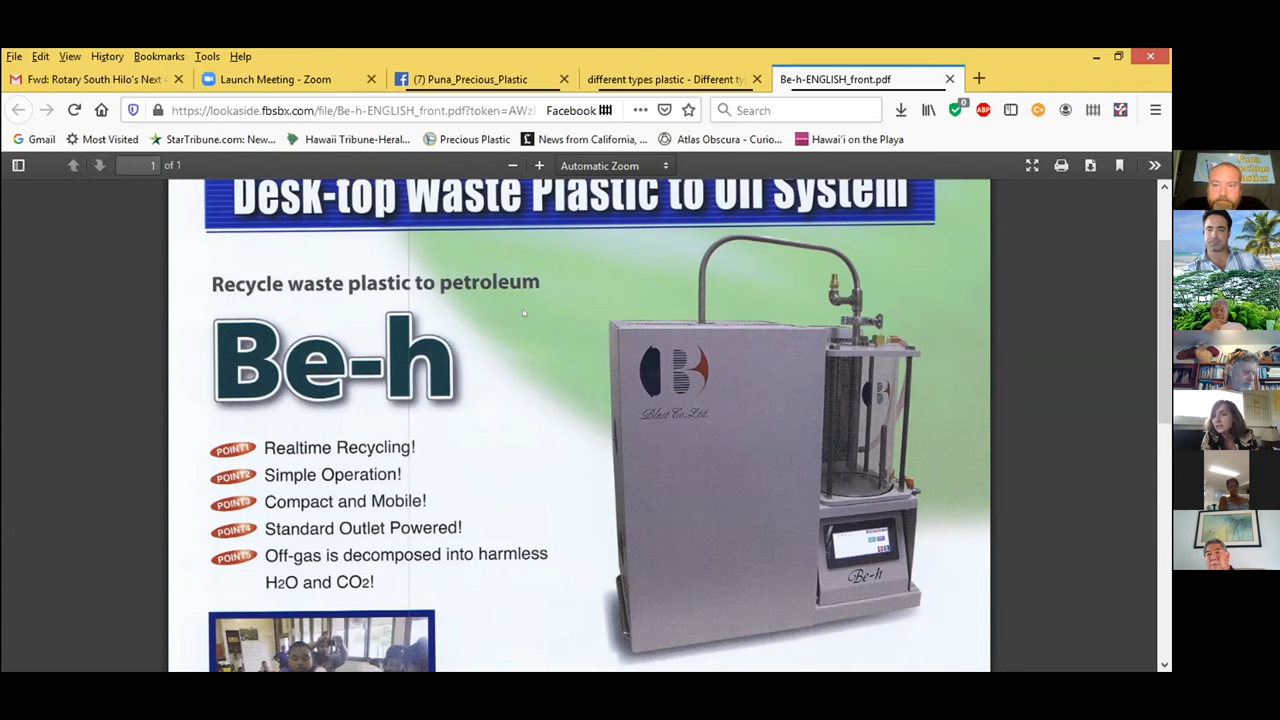 File Edit View History Bookmarks Tools Help
Fwd: Rotary South Hilo's Next
Launch Meeting - Zoom
(7) Puna_Precious_Plastic
different types plastic - Different ty
Be-h-ENGLISH_front.pdf
https://lookaside.fbsbx.com/file/Be-h-ENGLISH_front.pdf?token=AWz
Facebook
Search
0
ABP
Gmail
Most Visited
StarTribune.com: New...
Hawaii Tribune-Heral...
Precious Plastic
News from California, ...
Atlas Obscura - Curio...
Hawai'i on the Playa
1 of 1
Automatic Zoom
Desk-top Waste Plastic to Oil System
Recycle waste plastic to petroleum
Be-h
POINT1 Realtime Recycling!
POINT2 Simple Operation!
POINT3 Compact and Mobile!
POINT4 Standard Outlet Powered!
POINT5 Off-gas is decomposed into harmless
H2O and CO2!
B
Blest Co.,Ltd.
Be-h
Puna
Precious
Plastics